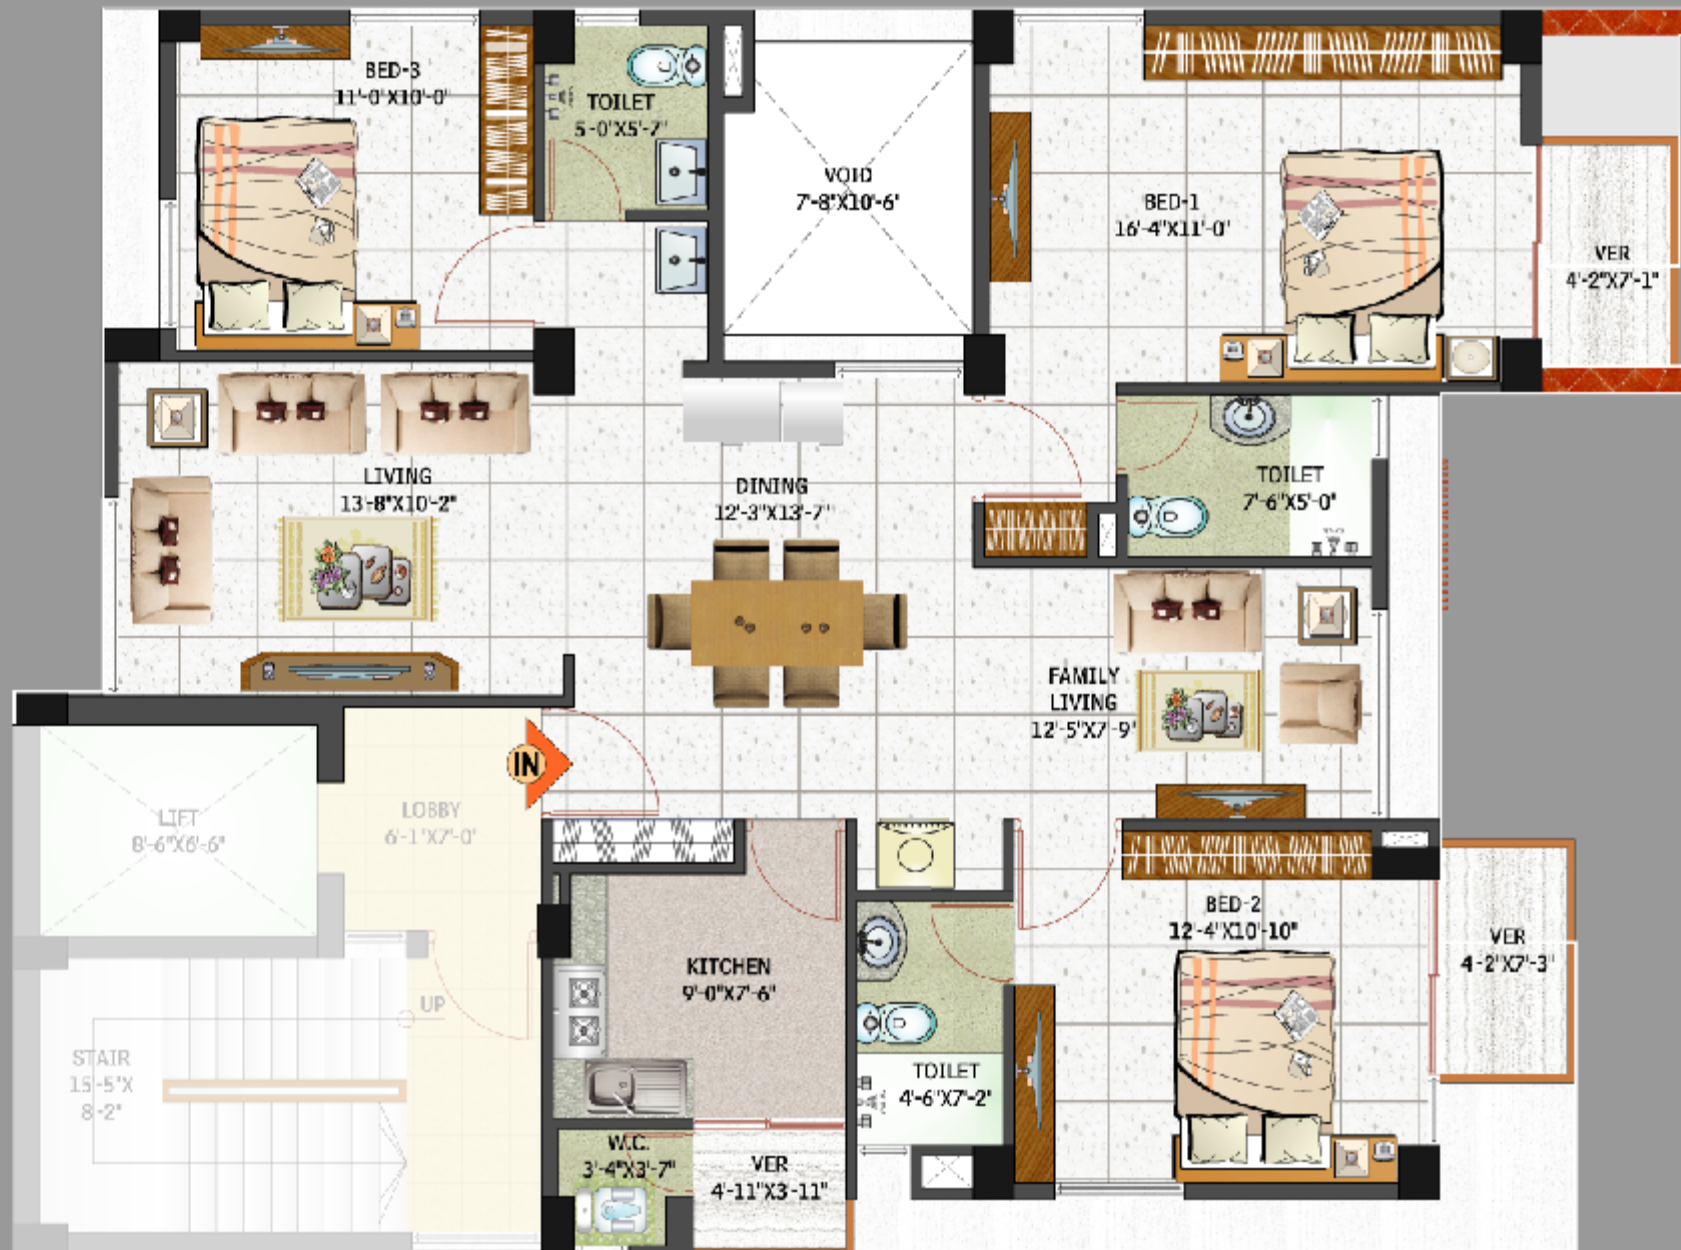 BED-3
11'-0"X10'-0"
TOILET
5'-0"X5'-7"
VOID
7'-8"X10'-6"
BED-1
16'-4"X11'-0"
VER
4'-2"X7'-1"
LIVING
13'-8"X10'-2"
DINING
12'-3"X13'-7"
TOILET
7'-6"X5'-0"
FAMILY
LIVING
12'-5"X7'-9"
IN
LIFT
8'-6"X6'-6"
LOBBY
6'-1"X7'-0"
BED-2
12'-4"X10'-10"
VER
4'-2"X7'-3"
KITCHEN
9'-0"X7'-6"
UP
STAIR
15'-5"X
8'-2"
TOILET
4'-6"X7'-2"
W.C.
3'-4"X3'-7"
VER
4'-11"X3'-11"